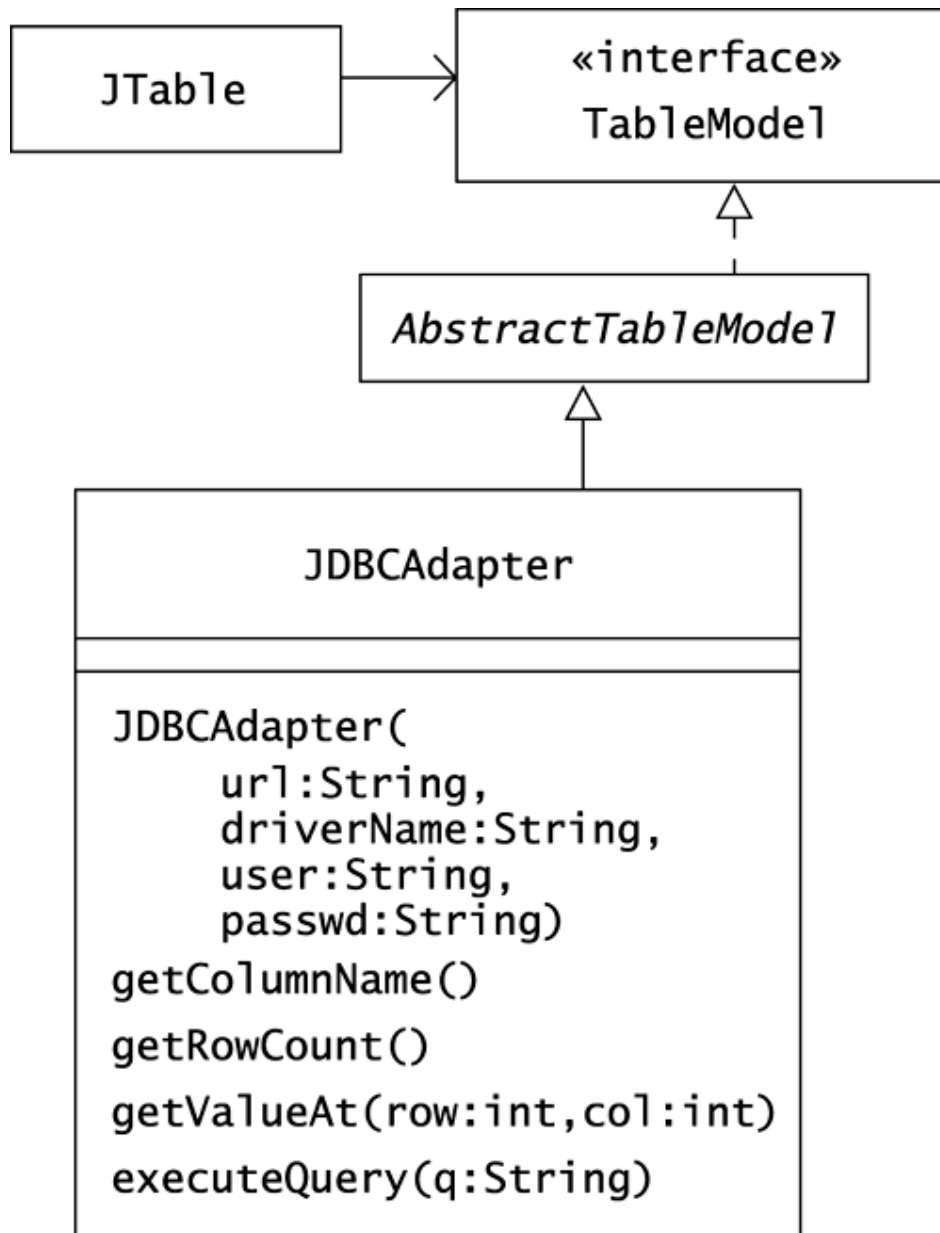 JTable
«interface»
TableModel
AbstractTableModel
JDBCAdapter
JDBCAdapter(
url:String,
driverName:String,
user:String,
passwd:String)
getColumnName()
getRowCount()
getValueAt(row:int,col:int)
executeQuery(q:String)